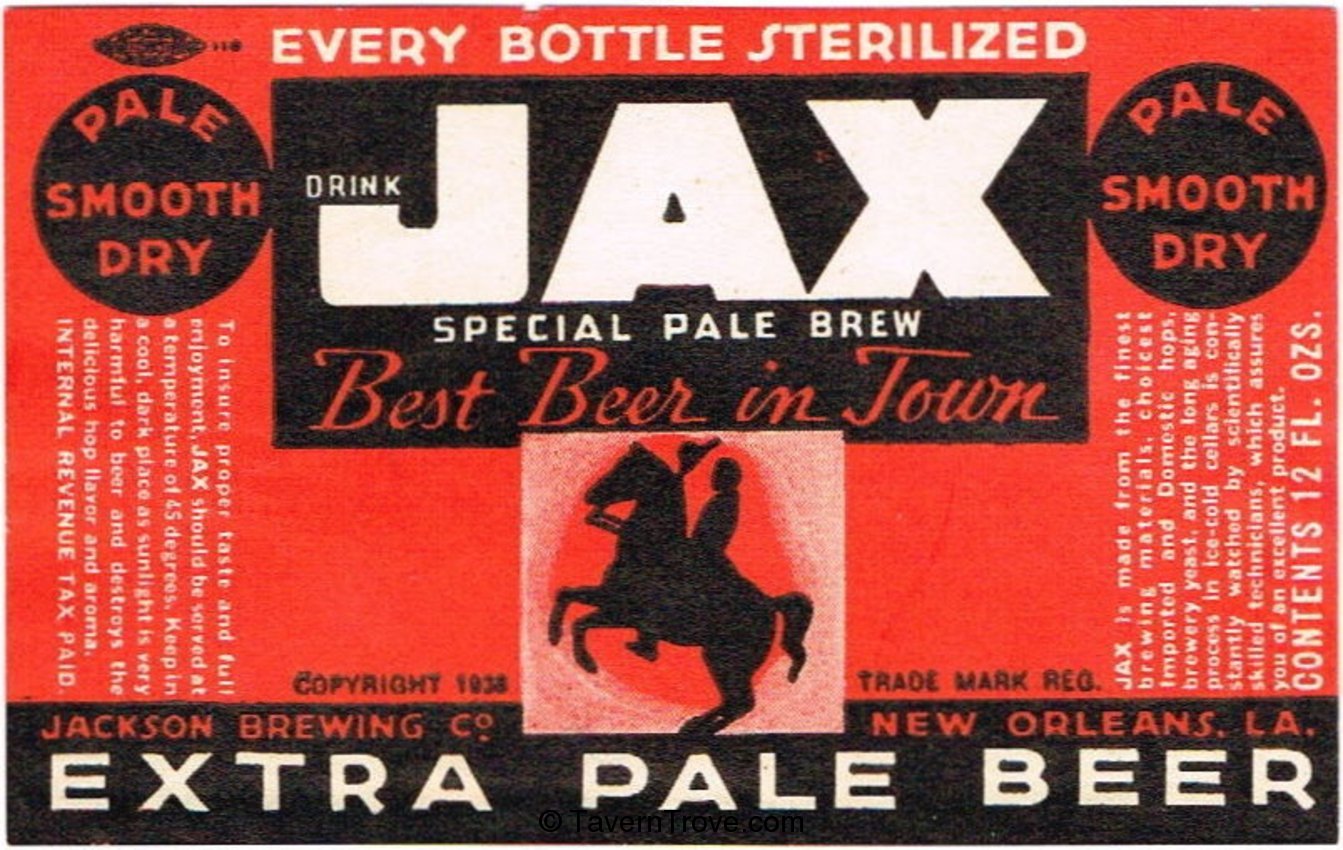 118
EVERY BOTTLE STERILIZED
PALE
SMOOTH
DRY
DRINK
JAX
SPECIAL PALE BREW
Best Beer in Town
PALE
SMOOTH
DRY
To insure proper taste and full
enjoyment, JAX should be served at
a temperature of 45 degrees. Keep in
a cool, dark place as sunlight is very
harmful to beer and destroys the
delicious hop flavor and aroma.
INTERNAL REVENUE TAX PAID.
JAX is made from the finest
brewing materials, choicest
Imported and Domestic hops,
brewery yeast, and the long aging
process in ice-cold cellars is con-
stantly watched by scientifically
skilled technicians, which assures
you of an excellent product.
CONTENTS 12 FL. OZS.
COPYRIGHT 1938
TRADE MARK REG.
JACKSON BREWING CO.
NEW ORLEANS, LA.
EXTRA PALE BEER
© TavernTrove.com